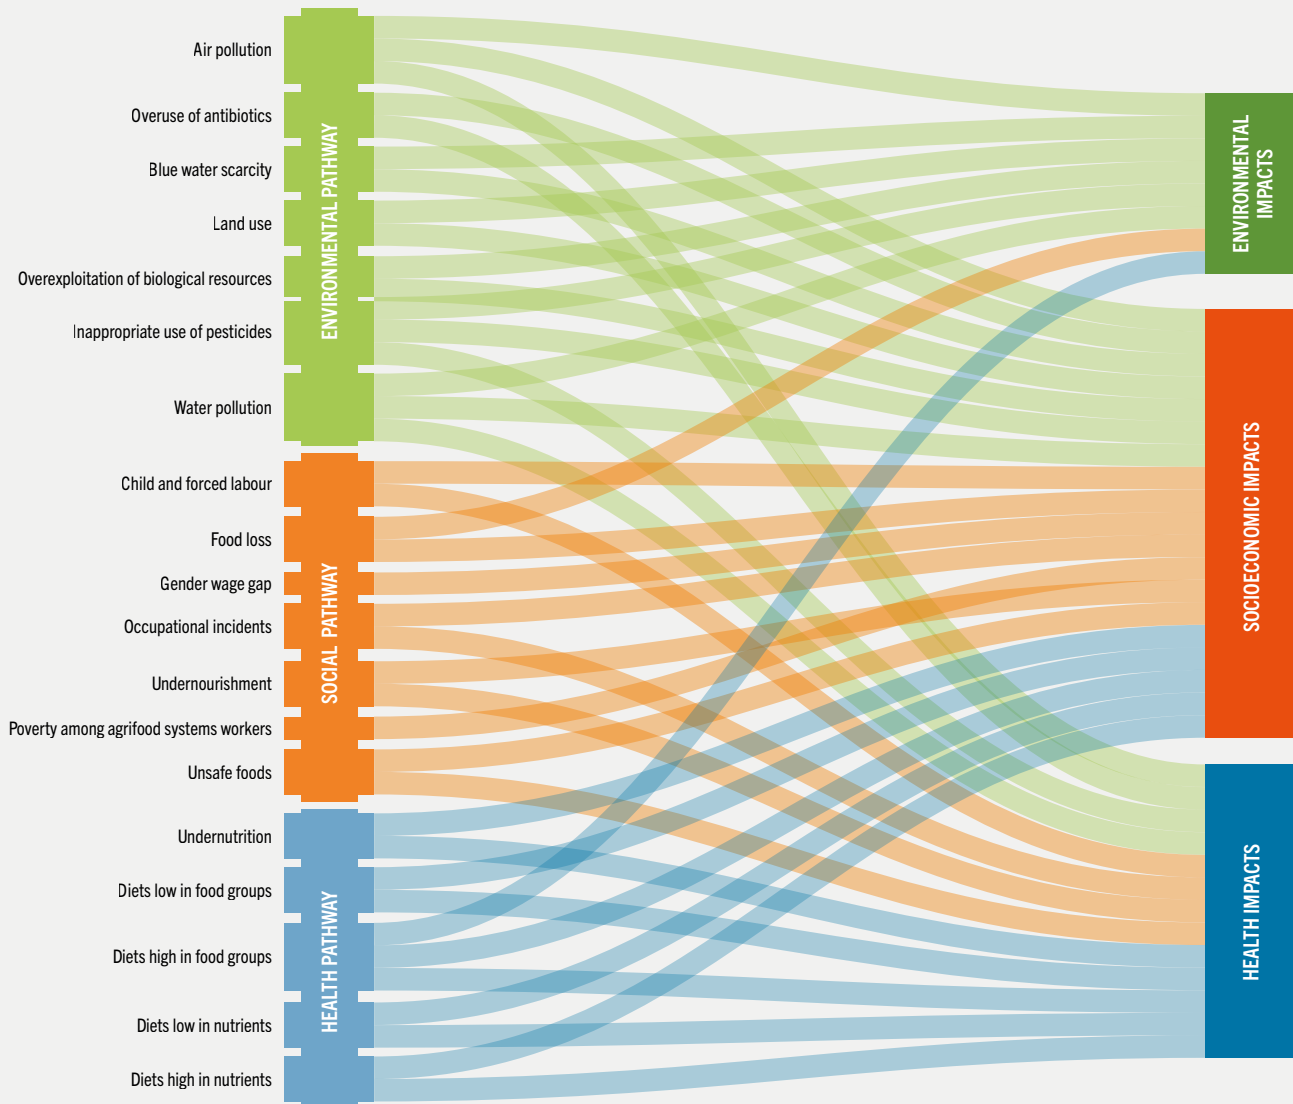 Air pollution
Overuse of antibiotics
Blue water scarcity
Land use
Overexploitation of biological resources
Inappropriate use of pesticides
Water pollution
ENVIRONMENTAL PATHWAY
Child and forced labour
Food loss
Gender wage gap
Occupational incidents
Undernourishment
Poverty among agrifood systems workers
Unsafe foods
SOCIAL PATHWAY
Undernutrition
Diets low in food groups
Diets high in food groups
Diets low in nutrients
Diets high in nutrients
HEALTH PATHWAY
ENVIRONMENTAL
IMPACTS
SOCIOECONOMIC IMPACTS
HEALTH IMPACTS